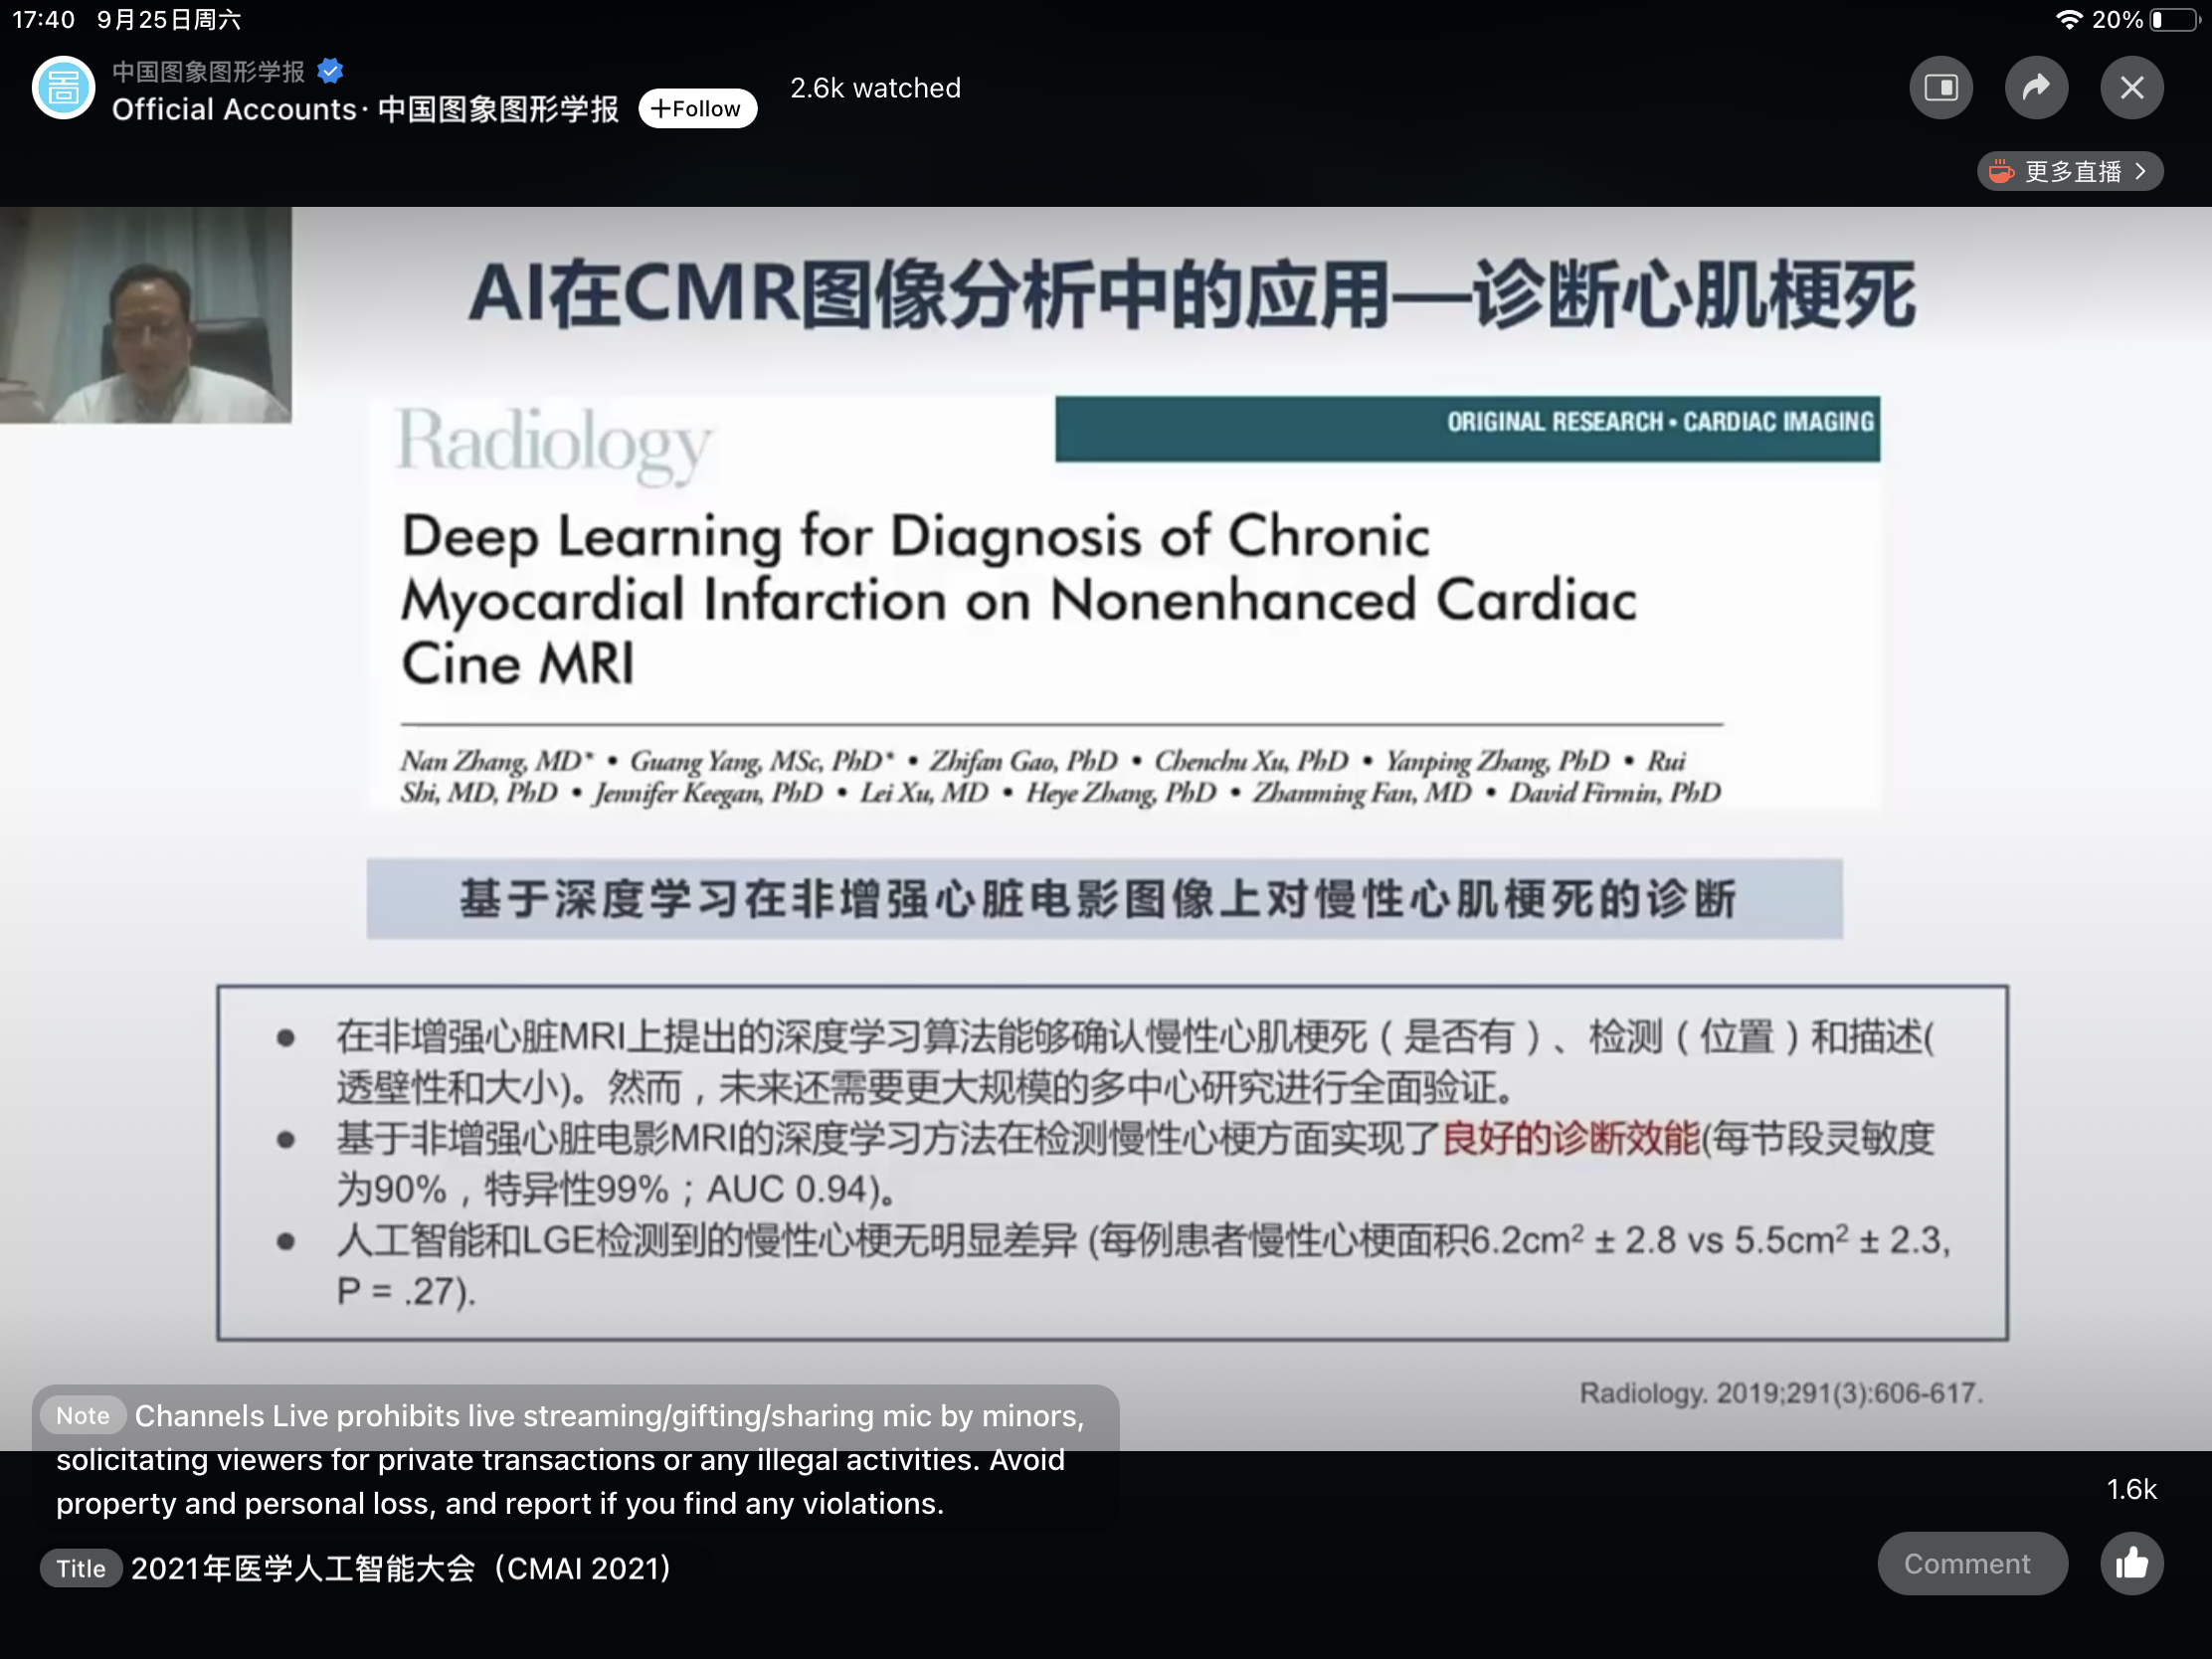 17:40 9月25日周六
20%
中国图象图形学报
Official Accounts· 中国图象图形学报
+Follow
2.6k watched
更多直播
AI在CMR图像分析中的应用—诊断心肌梗死
Radiology
ORIGINAL RESEARCH • CARDIAC IMAGING
Deep Learning for Diagnosis of Chronic
Myocardial Infarction on Nonenhanced Cardiac
Cine MRI
Nan Zhang, MD* • Guang Yang, MSc, PhD* • Zhifan Gao, PhD • Chenchu Xu, PhD • Yanping Zhang, PhD • Rui
Shi, MD, PhD • Jennifer Keegan, PhD • Lei Xu, MD • Heye Zhang, PhD • Zhanming Fan, MD • David Firmin, PhD
基于深度学习在非增强心脏电影图像上对慢性心肌梗死的诊断
● 在非增强心脏MRI上提出的深度学习算法能够确认慢性心肌梗死（是否有）、检测（位置）和描述(
透壁性和大小)。然而，未来还需要更大规模的多中心研究进行全面验证。
● 基于非增强心脏电影MRI的深度学习方法在检测慢性心梗方面实现了良好的诊断效能(每节段灵敏度
为90%，特异性99%；AUC 0.94)。
● 人工智能和LGE检测到的慢性心梗无明显差异 (每例患者慢性心梗面积6.2cm² ± 2.8 vs 5.5cm² ± 2.3,
P = .27).
Radiology. 2019;291(3):606-617.
Note Channels Live prohibits live streaming/gifting/sharing mic by minors,
solicitating viewers for private transactions or any illegal activities. Avoid
property and personal loss, and report if you find any violations.
1.6k
Title 2021年医学人工智能大会（CMAI 2021）
Comment